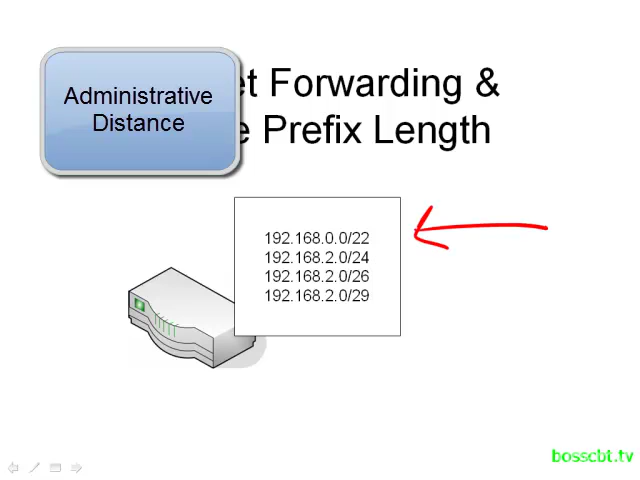 Administrative
Distance
et Forwarding &
e Prefix Length
192.168.0.0/22
192.168.2.0/24
192.168.2.0/26
192.168.2.0/29
bosscbt.tv